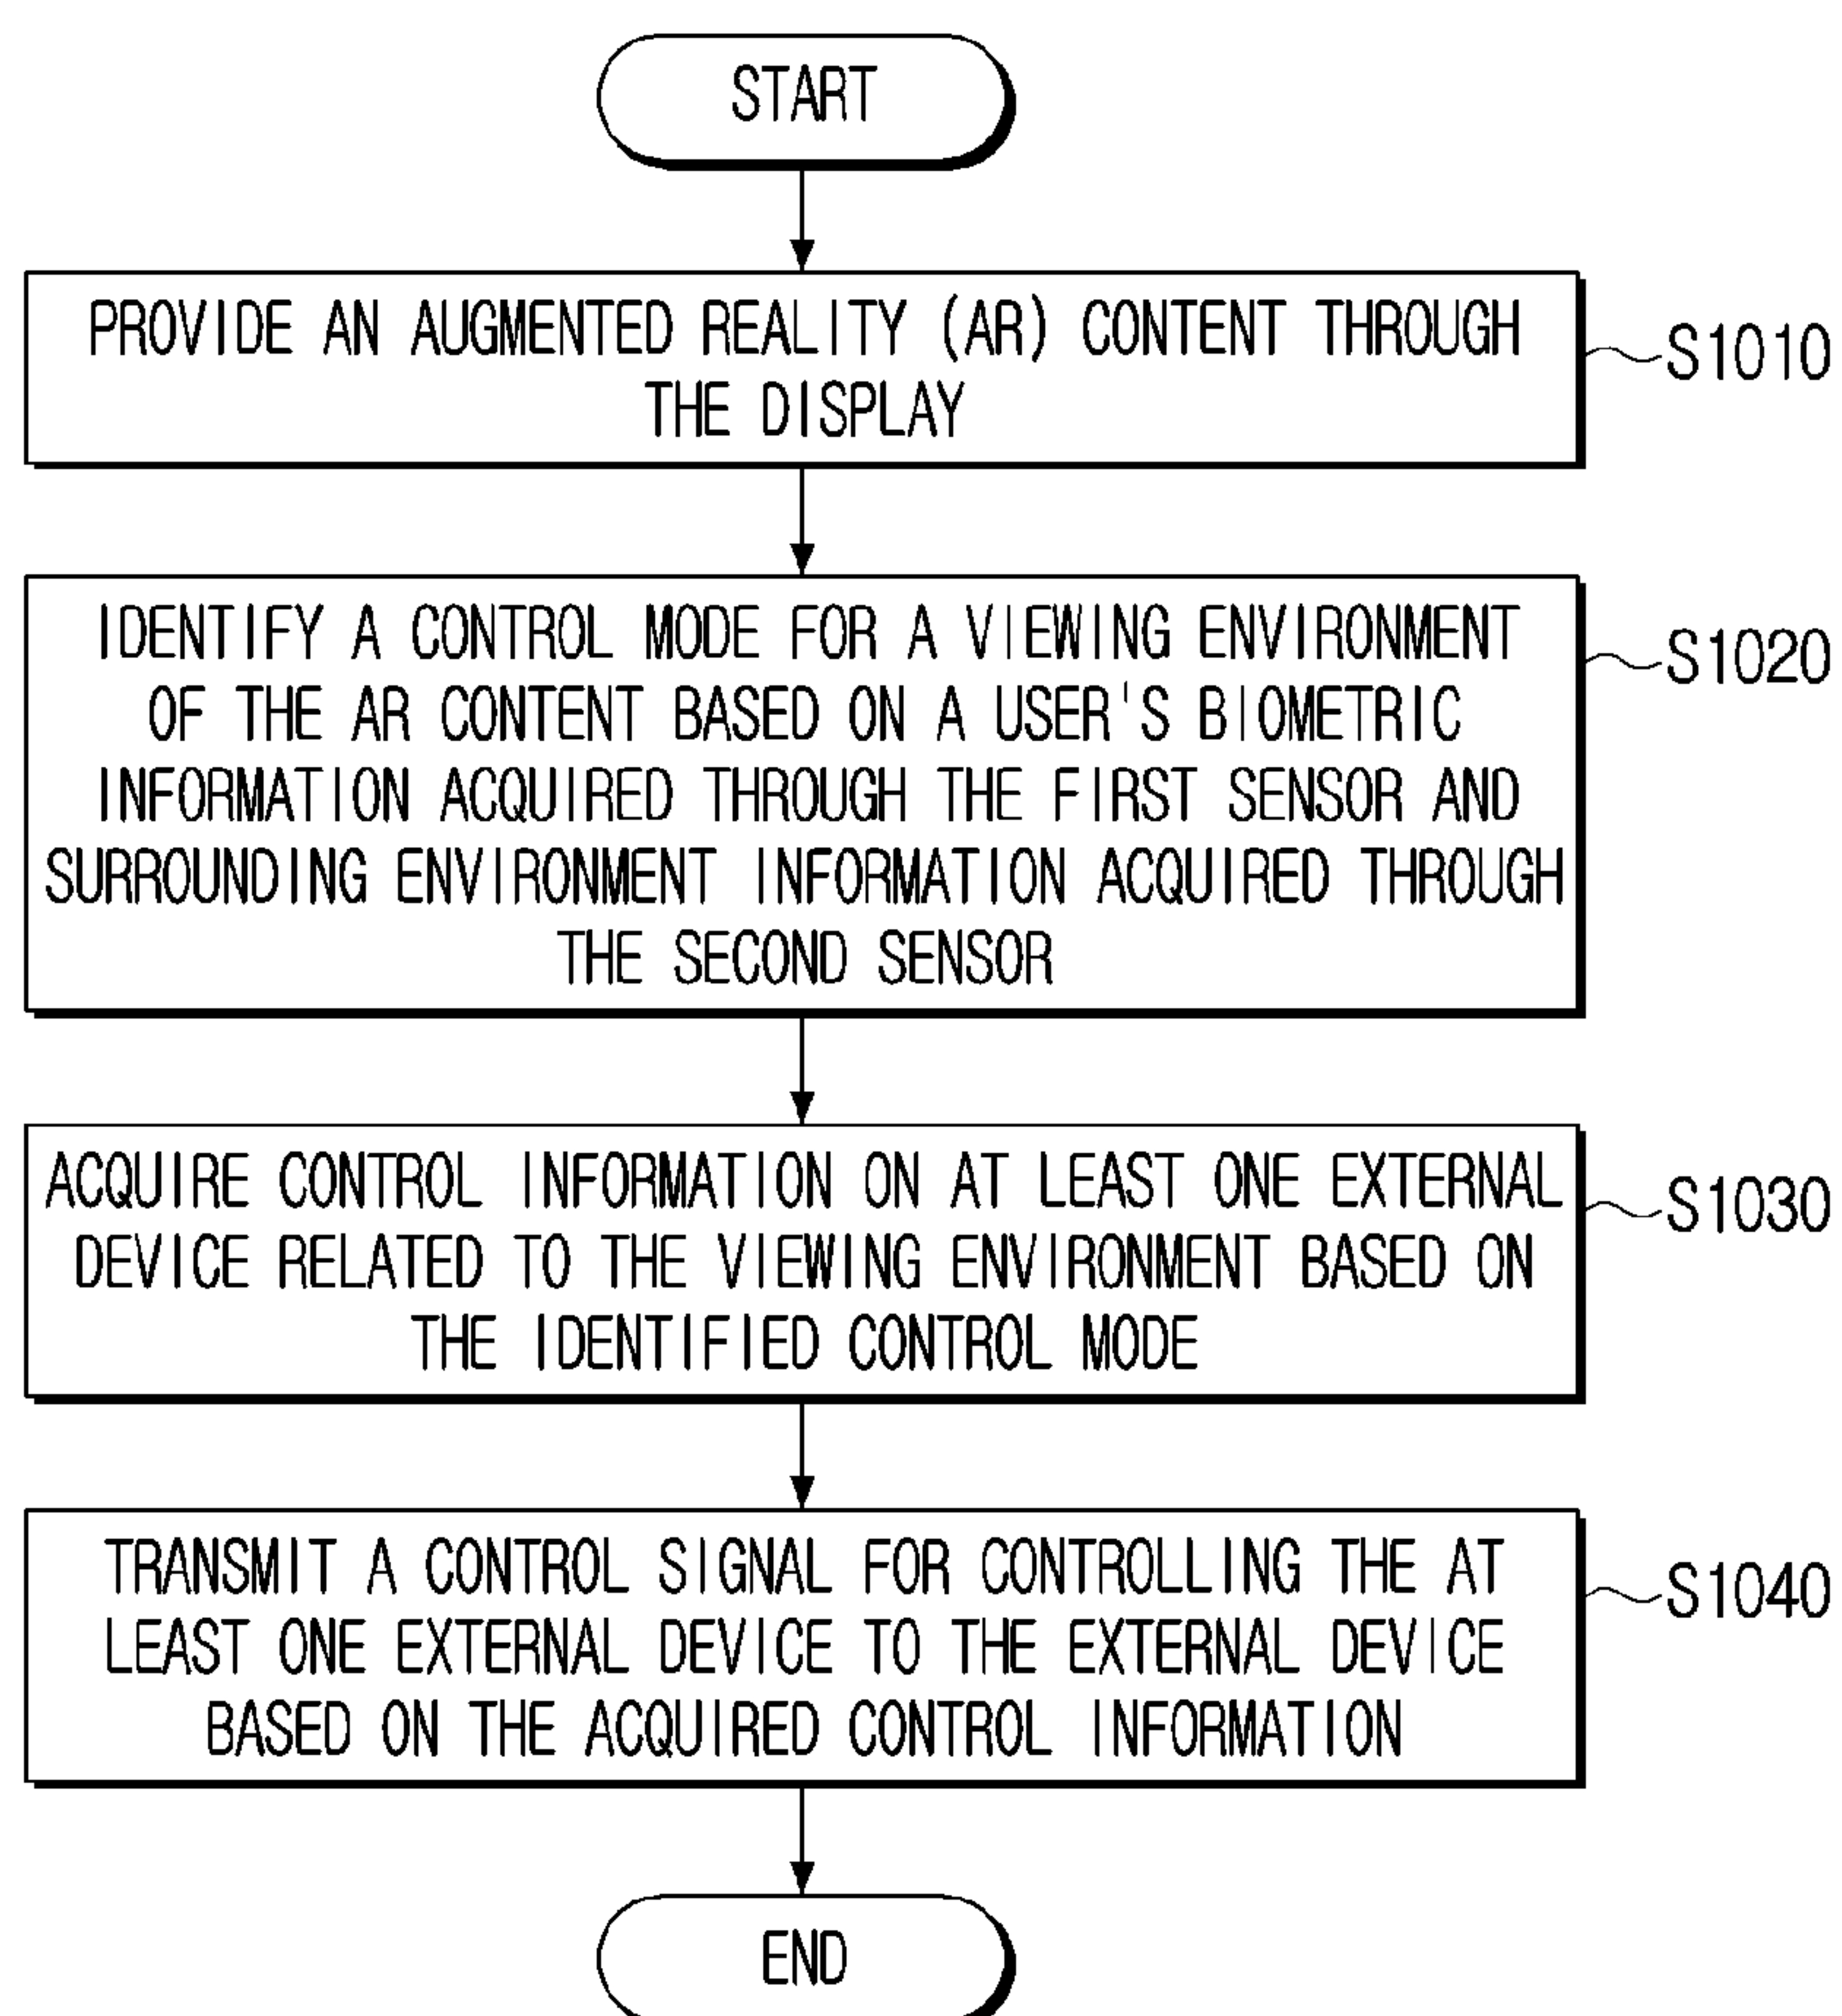 START
PROVIDE AN AUGMENTED REALITY (AR) CONTENT THROUGH
THE DISPLAY
S1010
IDENTIFY A CONTROL MODE FOR A VIEWING ENVIRONMENT
OF THE AR CONTENT BASED ON A USER'S BIOMETRIC
INFORMATION ACQUIRED THROUGH THE FIRST SENSOR AND
SURROUNDING ENVIRONMENT INFORMATION ACQUIRED THROUGH
THE SECOND SENSOR
S1020
ACQUIRE CONTROL INFORMATION ON AT LEAST ONE EXTERNAL
DEVICE RELATED TO THE VIEWING ENVIRONMENT BASED ON
THE IDENTIFIED CONTROL MODE
S1030
TRANSMIT A CONTROL SIGNAL FOR CONTROLLING THE AT
LEAST ONE EXTERNAL DEVICE TO THE EXTERNAL DEVICE
BASED ON THE ACQUIRED CONTROL INFORMATION
S1040
END